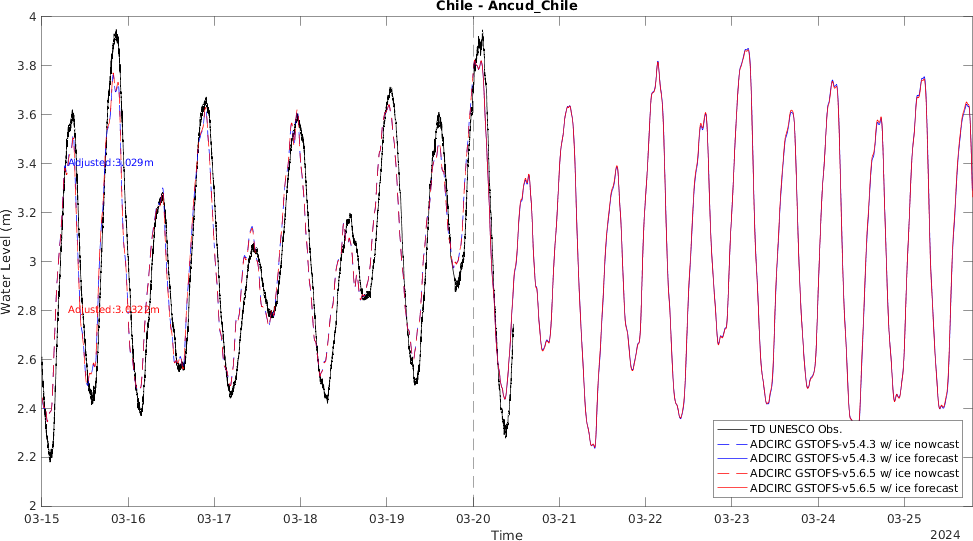 Chile - Ancud_Chile
4
3.8
3.6
3.4
3.2
3
2.8
2.6
2.4
2.2
2
Water Level (m)
Adjusted:3.029m
Adjusted:3.0322m
TD UNESCO Obs.
ADCIRC GSTOFS-v5.4.3 w/ ice nowcast
ADCIRC GSTOFS-v5.4.3 w/ ice forecast
ADCIRC GSTOFS-v5.6.5 w/ ice nowcast
ADCIRC GSTOFS-v5.6.5 w/ ice forecast
03-15 03-16 03-17 03-18 03-19 03-20 03-21 03-22 03-23 03-24 03-25
Time
2024